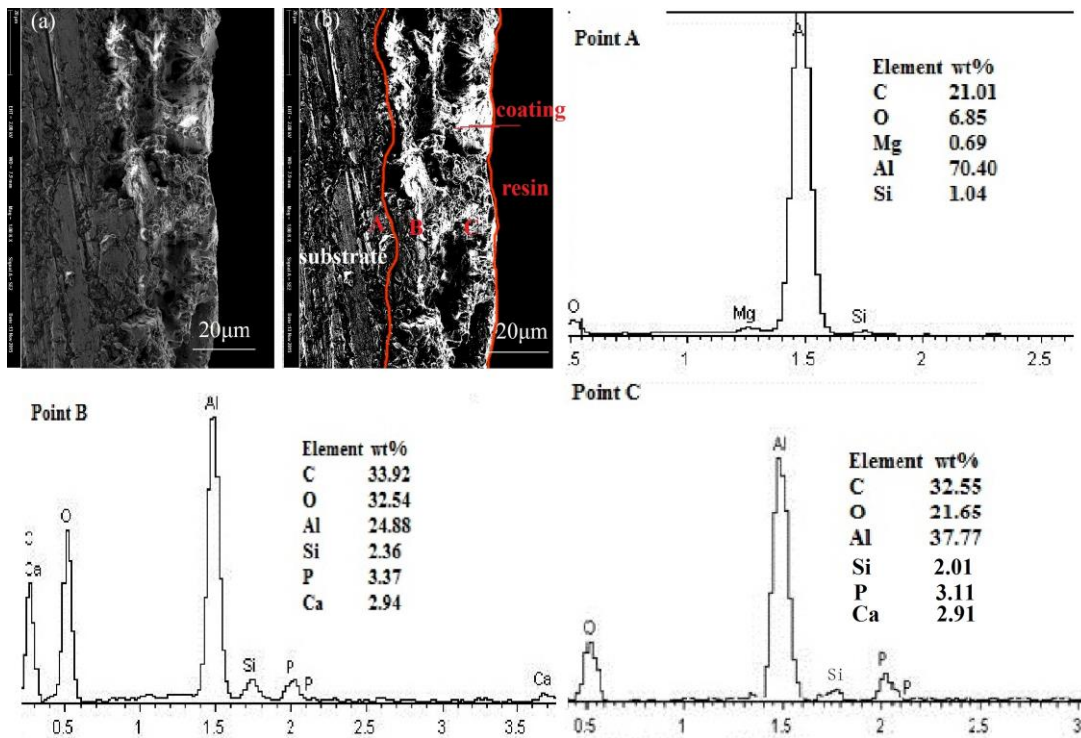 (a)
20μm
(b)
coating
resin
A B C
substrate
20μm
Point A
A
Element wt%
C 21.01
O 6.85
Mg 0.69
Al 70.40
Si 1.04
O
Mg
Si
.5 1 1.5 2 2.5
Point B
Al
Element wt%
C 33.92
O 32.54
Al 24.88
Si 2.36
P 3.37
Ca 2.94
O
Ca
Si
P
P
Ca
0.5 1 1.5 2 2.5 3 3.5
Point C
Al
Element wt%
C 32.55
O 21.65
Al 37.77
Si 2.01
P 3.11
Ca 2.91
O
Si
P
P
0.5 1 1.5 2 2.5 3